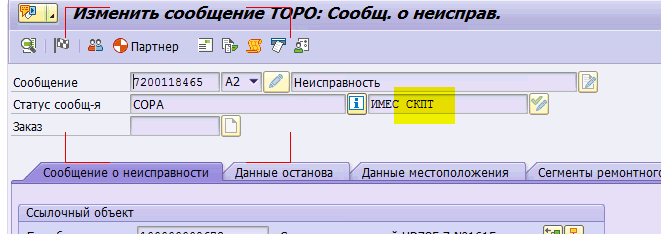 Изменить сообщение ТОРО: Сообщ. о неисправ.
Партнер
Сообщение 7200118465 A2 Неисправность
Статус сообщ-я СОРА ИМЕС СКПТ
Заказ
Сообщение о неисправности Данные останова Данные местоположения Сегменты ремонтного
Ссылочный объект